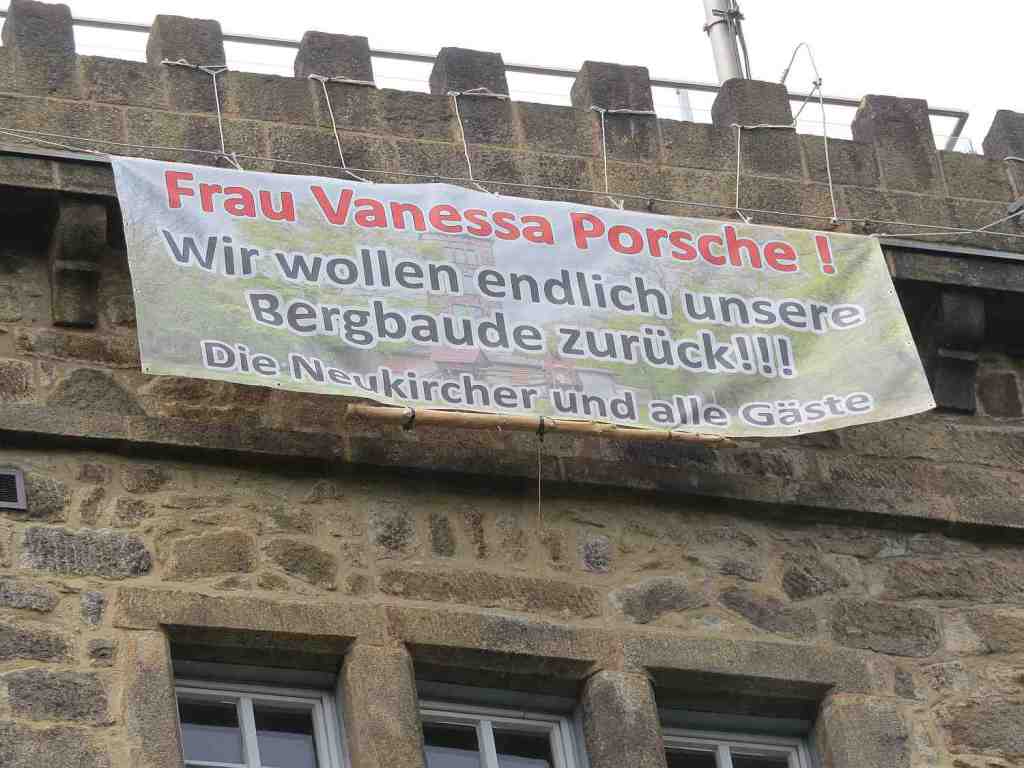 Frau Vanessa Porsche !
Wir wollen endlich unsere
Bergbaude zurück!!!
Die Neukircher und alle Gäste